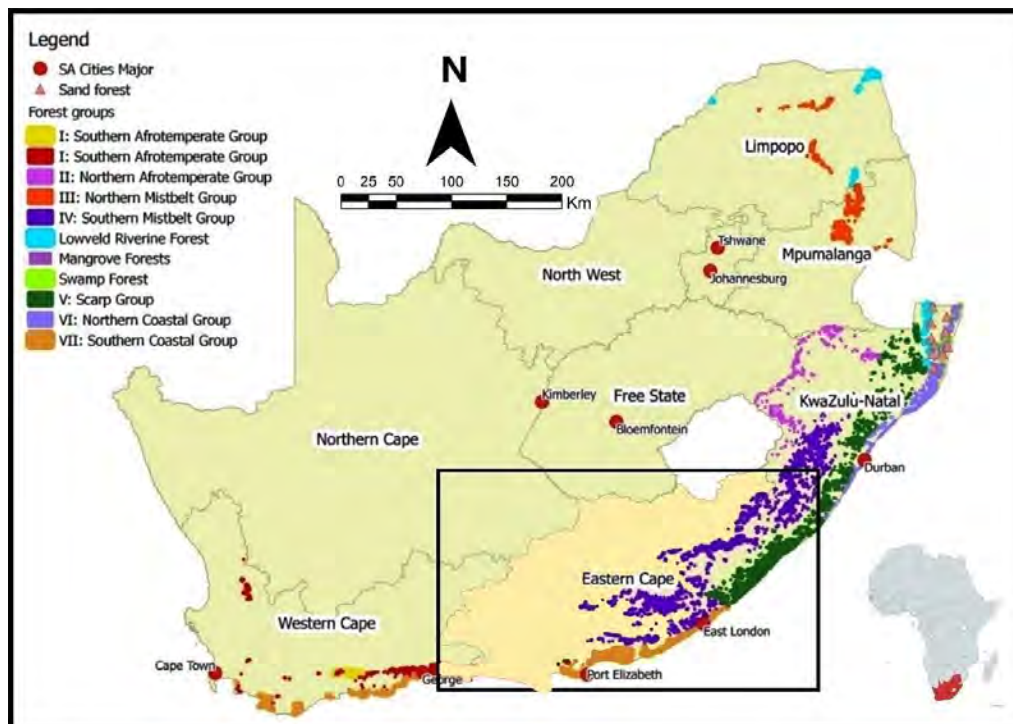 Legend
SA Cities Major
Sand forest
Forest groups
I: Southern Afrotemperate Group
I: Southern Afrotemperate Group
II: Northern Afrotemperate Group
III: Northern Mistbelt Group
IV: Southern Mistbelt Group
Lowveld Riverine Forest
Mangrove Forests
Swamp Forest
V: Scarp Group
VI: Northern Coastal Group
VII: Southern Coastal Group
N
0 25 50 100 150 200
Km
Limpopo
Tshwane
Mpumalanga
North West
Johannesburg
Kimberley
Free State
KwaZulu-Natal
Bloemfontein
Northern Cape
Durban
Eastern Cape
Western Cape
East London
Cape Town
George
Port Elizabeth